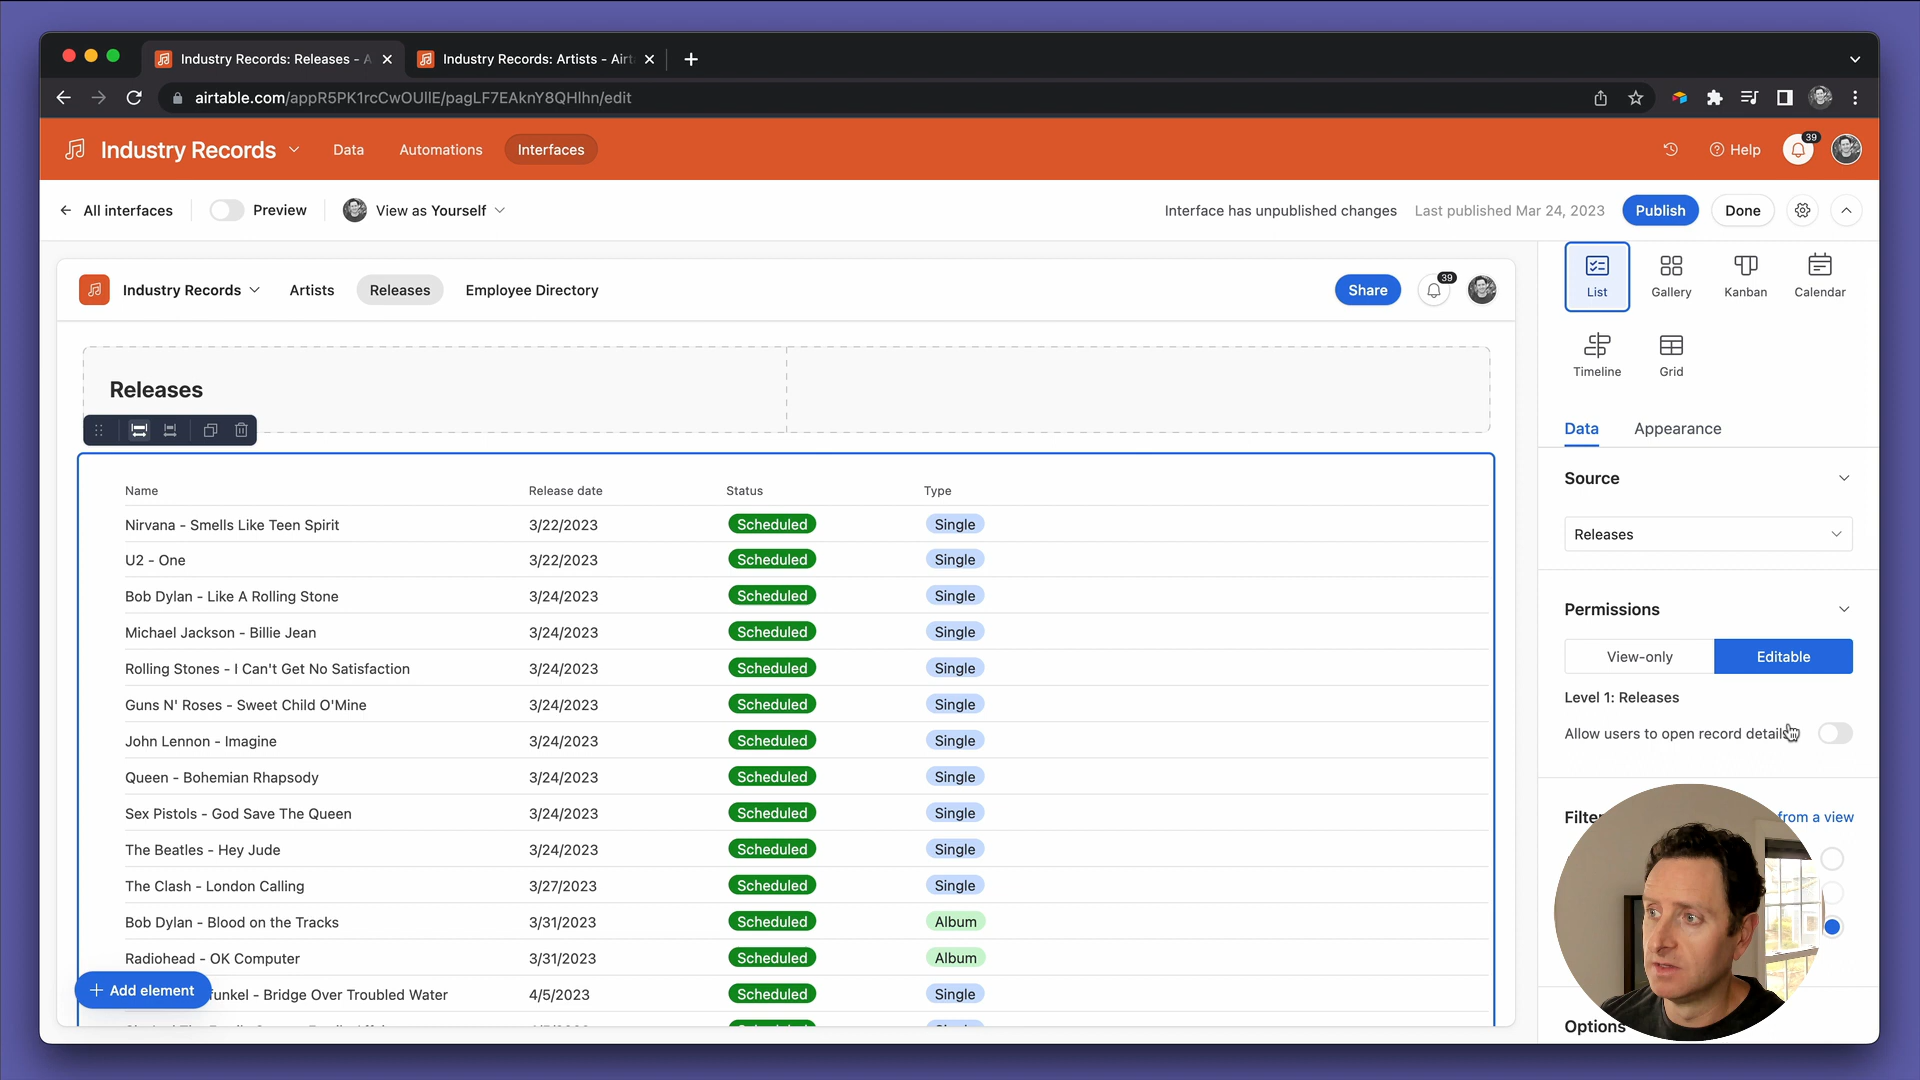 Industry Records: Releases - A
Industry Records: Artists - Airt
airtable.com/appR5PK1rcCwOUllE/pagLF7EAknY8QHlhn/edit
Industry Records
Data
Automations
Interfaces
Help
39
All interfaces
Preview
View as Yourself
Interface has unpublished changes
Last published Mar 24, 2023
Publish
Done
Industry Records
Artists
Releases
Employee Directory
Share
39
List
Gallery
Kanban
Calendar
Timeline
Grid
Releases
Data
Appearance
Source
Releases
Permissions
View-only
Editable
Level 1: Releases
Allow users to open record details
Filter
from a view
Options
Name Release date Status Type
Nirvana - Smells Like Teen Spirit 3/22/2023 Scheduled Single
U2 - One 3/22/2023 Scheduled Single
Bob Dylan - Like A Rolling Stone 3/24/2023 Scheduled Single
Michael Jackson - Billie Jean 3/24/2023 Scheduled Single
Rolling Stones - I Can't Get No Satisfaction 3/24/2023 Scheduled Single
Guns N' Roses - Sweet Child O'Mine 3/24/2023 Scheduled Single
John Lennon - Imagine 3/24/2023 Scheduled Single
Queen - Bohemian Rhapsody 3/24/2023 Scheduled Single
Sex Pistols - God Save The Queen 3/24/2023 Scheduled Single
The Beatles - Hey Jude 3/24/2023 Scheduled Single
The Clash - London Calling 3/27/2023 Scheduled Single
Bob Dylan - Blood on the Tracks 3/31/2023 Scheduled Album
Radiohead - OK Computer 3/31/2023 Scheduled Album
funkel - Bridge Over Troubled Water 4/5/2023 Scheduled Single
Add element